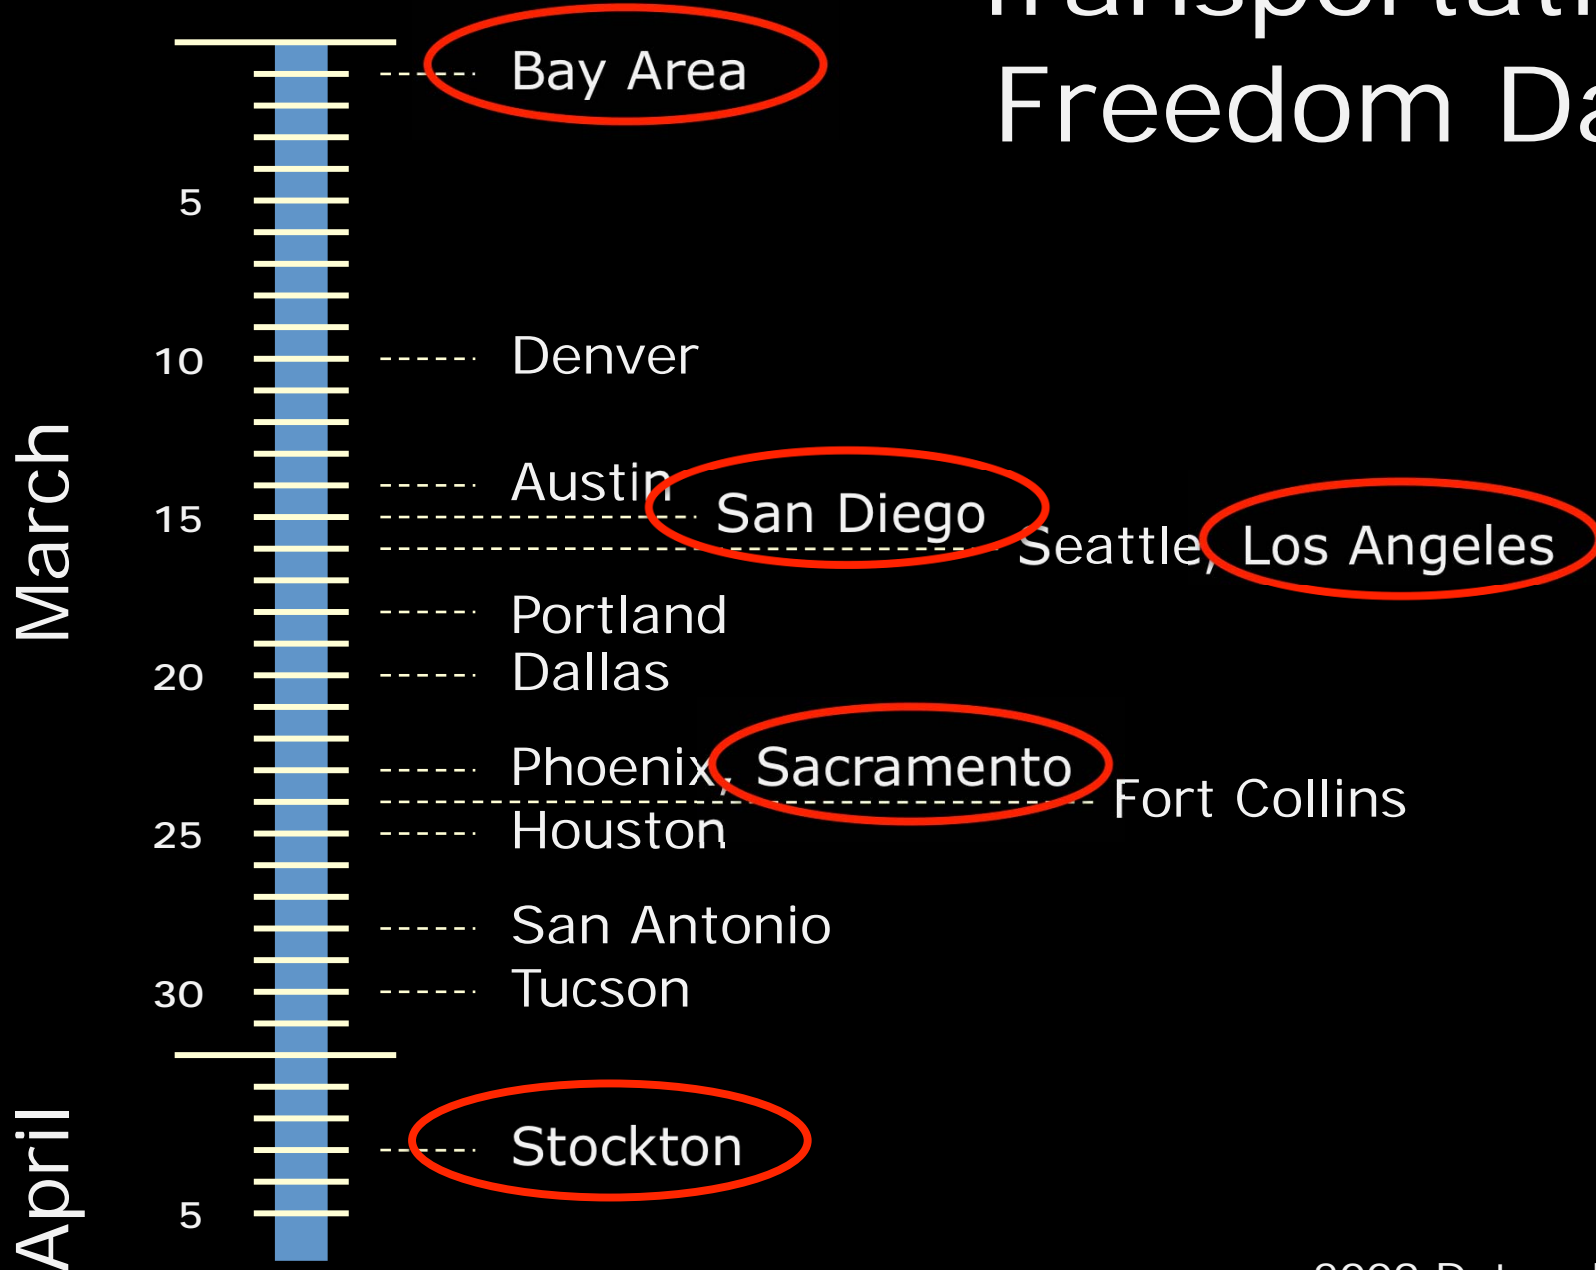 Freedom
Bay Area
5
10
Denver
March
Austin
15
San Diego
Seattle, Los Angeles
Portland
20
Dallas
Phoenix, Sacramento
Fort Collins
25
Houston
San Antonio
30
Tucson
April
Stockton
5